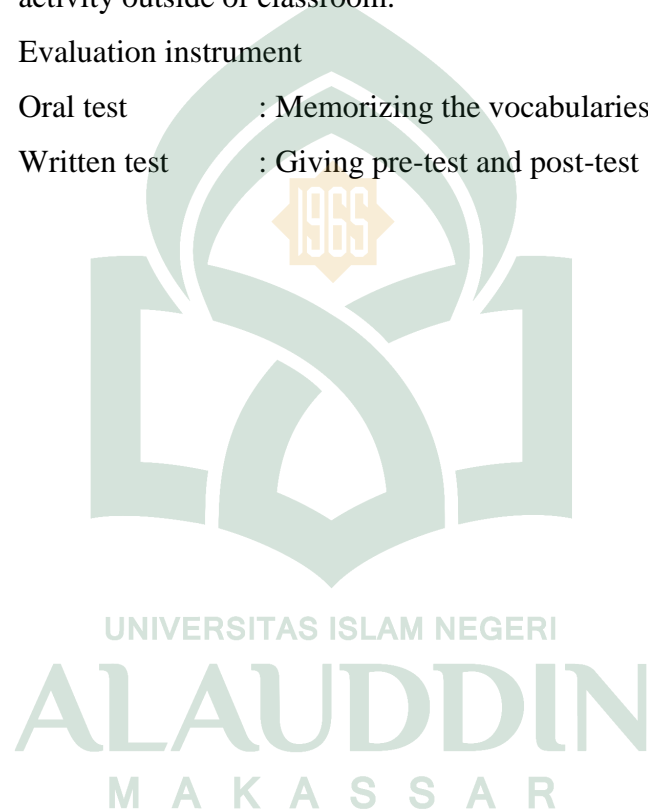 activity outside of classroom.
Evaluation instrument
Oral test : Memorizing the vocabularies
Written test : Giving pre-test and post-test
1965
UNIVERSITAS ISLAM NEGERI
ALAUDDIN
MAKASSAR